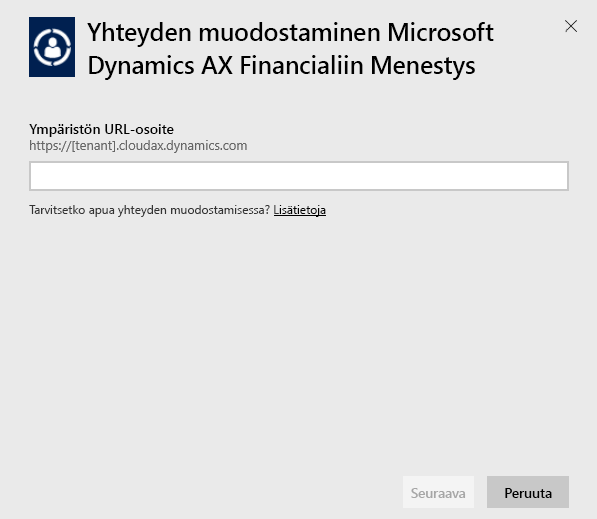 Yhteyden muodostaminen Microsoft
Dynamics AX Financialiin Menestys
Ympäristön URL-osoite
https://[tenant].cloudax.dynamics.com
Tarvitsetko apua yhteyden muodostamisessa? Lisätietoja
Seuraava
Peruuta